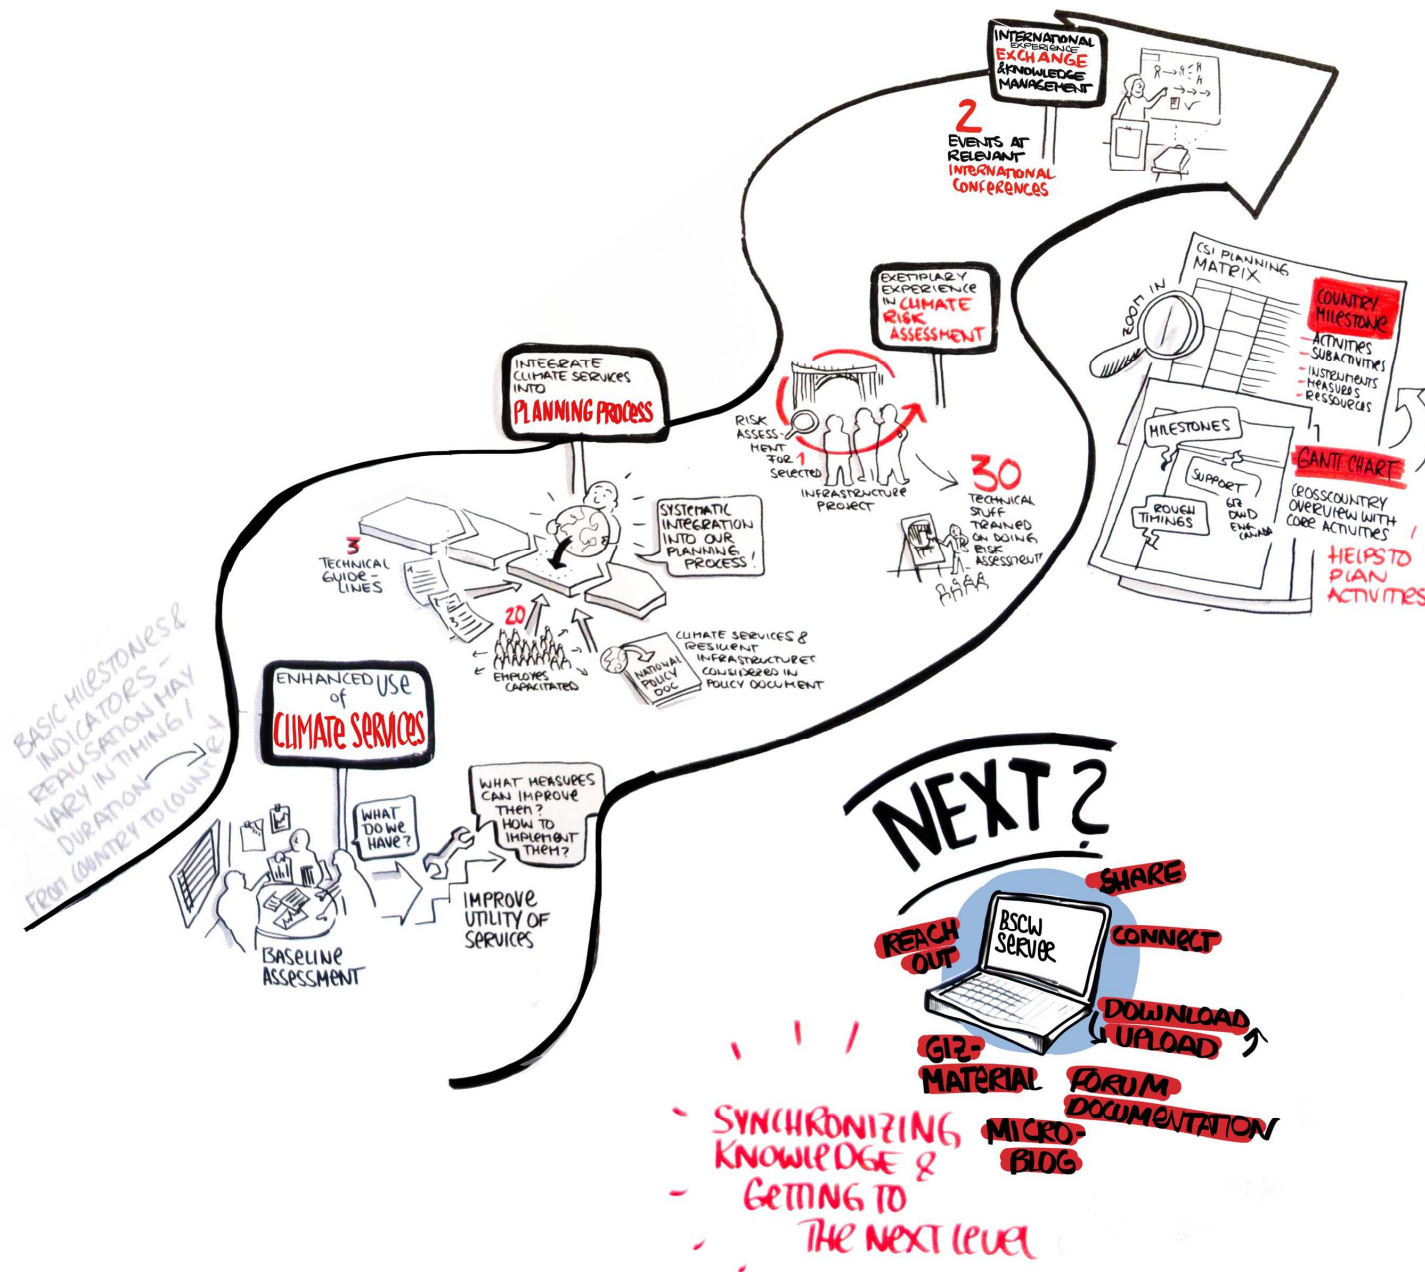 INTERNATIONAL
EXPERIENCE
EXCHANGE
& KNOWLEDGE
MANAGEMENT
2
EVENTS AT
RELEVANT
INTERNATIONAL
CONFERENCES
EXEMPLARY
EXPERIENCE
IN CLIMATE
RISK
ASSESSMENT
RISK
ASSESS-
MENT
FOR 1
SELECTED
INFRASTRUCTURE
PROJECT
30
TECHNICAL
STUFF
TRAINED
ON DOING
RISK
ASSESSMENT
CSI PLANNING
MATRIX
ZOOM IN
COUNTRY
MILESTONE
- ACTIVITIES
- SUBACTIVITIES
- INSTRUMENTS
- MEASURES
- RESSOURCES
MILESTONES
SUPPORT
GIZ
DWD
ENV.
CANADA
ROUGH
TIMINGS
GANTT CHART
CROSSCOUNTRY
OVERVIEW WITH
CORE ACTIVITIES
HELPS TO
PLAN
ACTIVITIES
INTEGRATE
CLIMATE SERVICES
INTO
PLANNING PROCESS
SYSTEMATIC
INTEGRATION
INTO OUR
PLANNING
PROCESS!
3
TECHNICAL
GUIDE-
LINES
20
EMPLOYES
CAPACITATED
NATIONAL
POLICY
DOC
CLIMATE SERVICES &
RESILIENT
INFRASTRUCTURES
CONSIDERED IN
POLICY DOCUMENT
BASIC MILESTONES &
INDICATORS -
REALISATION MAY
VARY IN TIMING /
DURATION
FROM COUNTRY TO COUNTRY
ENHANCED USE
of
CLIMATE SERVICES
WHAT
DO WE
HAVE?
WHAT MEASURES
CAN IMPROVE
THEM?
HOW TO
IMPLEMENT
THEM?
BASELINE
ASSESSMENT
IMPROVE
UTILITY OF
SERVICES
NEXT?
BSCW
SERVER
SHARE
CONNECT
REACH
OUT
DOWNLOAD
UPLOAD
GIZ-
MATERIAL
FORUM
DOCUMENTATION
MICRO-
BLOG
SYNCHRONIZING
KNOWLEDGE &
GETTING TO
THE NEXT LEVEL